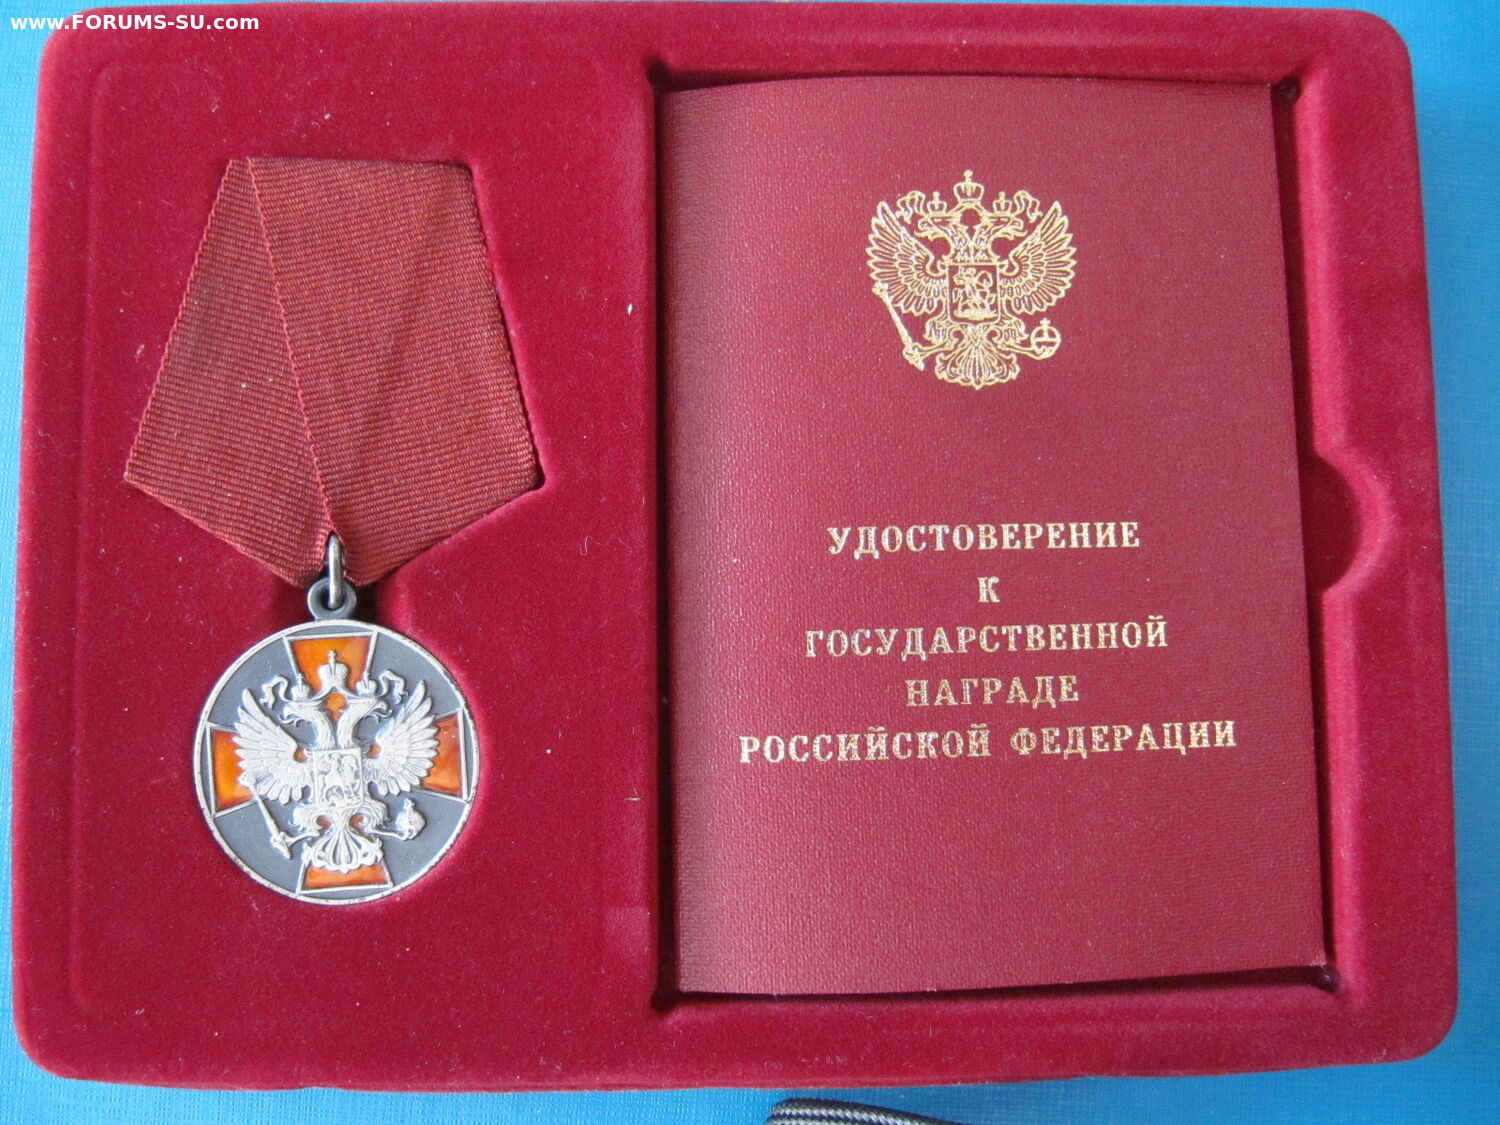 www.FORUMS-SU.com
УДОСТОВЕРЕНИЕ
К
ГОСУДАРСТВЕННОЙ
НАГРАДЕ
РОССИЙСКОЙ ФЕДЕРАЦИИ